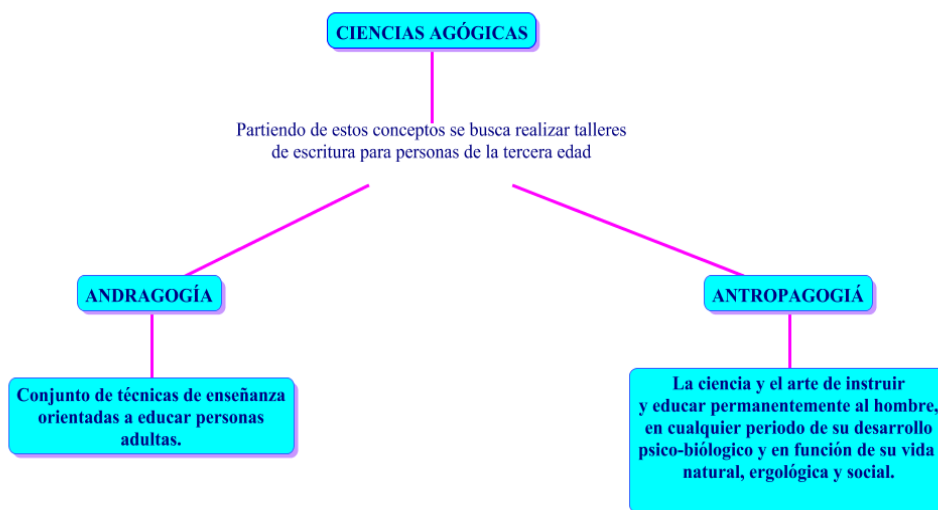 CIENCIAS AGÓGICAS
Partiendo de estos conceptos se busca realizar talleres
de escritura para personas de la tercera edad
ANDRAGOGÍA
ANTROPAGOGIÁ
Conjunto de técnicas de enseñanza
orientadas a educar personas
adultas.
La ciencia y el arte de instruir
y educar permanentemente al hombre,
en cualquier periodo de su desarrollo
psico-biólogico y en función de su vida
natural, ergológica y social.